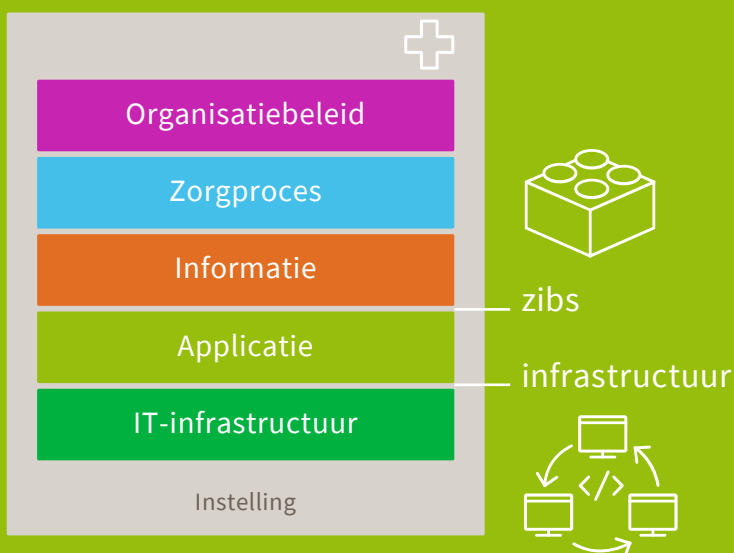 Organisatiebeleid
Zorgproces
Informatie
zibs
Applicatie
infrastructuur
IT-infrastructuur
</>
Instelling